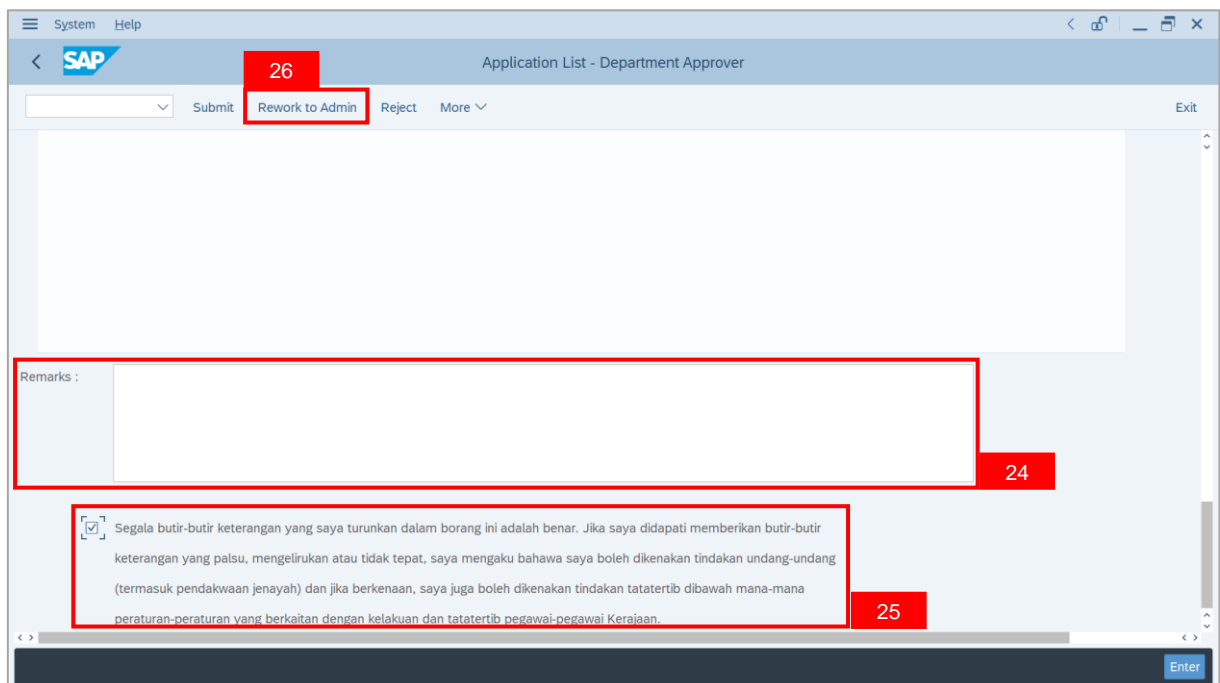 System Help
SAP
26
Application List - Department Approver
Submit Rework to Admin Reject More Exit
Remarks :
24
Segala butir-butir keterangan yang saya turunkan dalam borang ini adalah benar. Jika saya didapati memberikan butir-butir
keterangan yang palsu, mengelirukan atau tidak tepat, saya mengaku bahawa saya boleh dikenakan tindakan undang-undang
(termasuk pendakwaan jenayah) dan jika berkenaan, saya juga boleh dikenakan tindakan tatatertib dibawah mana-mana
25
peraturan-peraturan yang berkaitan dengan kelakuan dan tatatertib pegawai-pegawai Kerajaan.
Enter